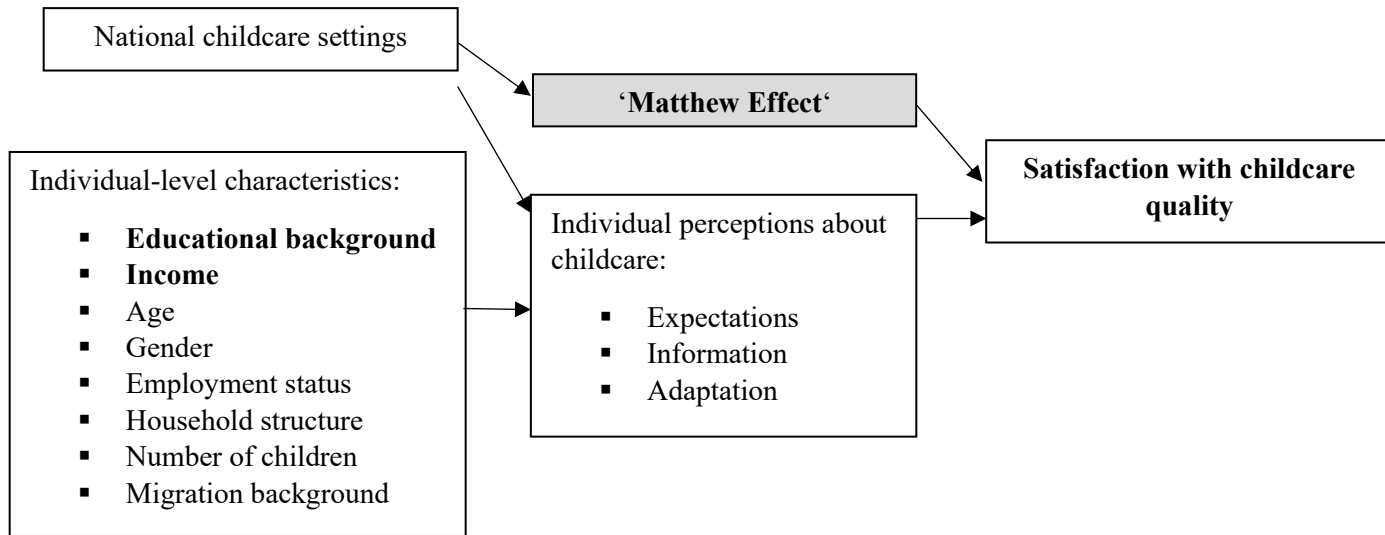 National childcare settings
‘Matthew Effect‘
Satisfaction with childcare
quality
Individual-level characteristics:
▪ Educational background
▪ Income
▪ Age
▪ Gender
▪ Employment status
▪ Household structure
▪ Number of children
▪ Migration background
Individual perceptions about
childcare:
▪ Expectations
▪ Information
▪ Adaptation